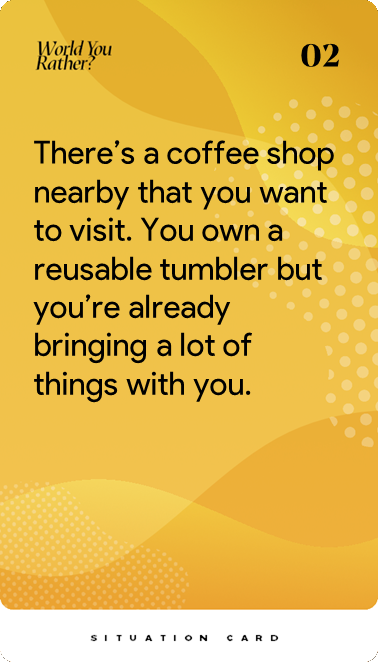 World You
Rather?
02
There’s a coffee shop
nearby that you want
to visit. You own a
reusable tumbler but
you’re already
bringing a lot of
things with you.
SITUATION CARD